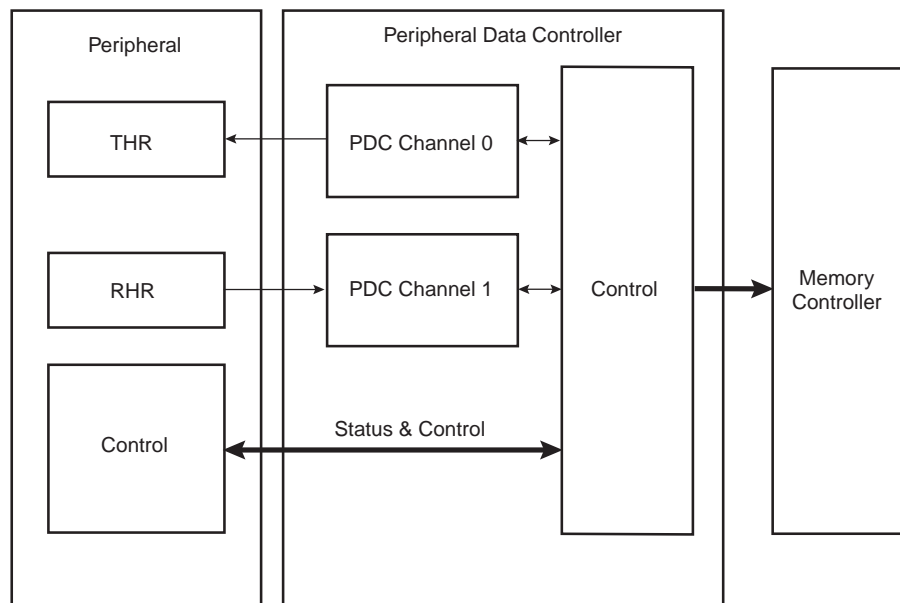 Peripheral
Peripheral Data Controller
THR
PDC Channel 0
RHR
PDC Channel 1
Control
Memory
Controller
Control
Status & Control